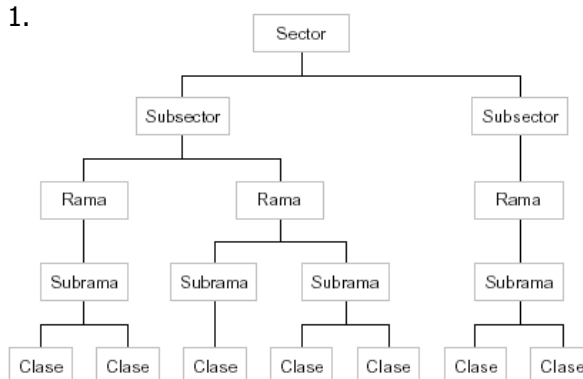 1.
Sector
Subsector Subsector
Rama Rama Rama
Subrama Subrama Subrama Subrama
Clase Clase Clase Clase Clase Clase Clase